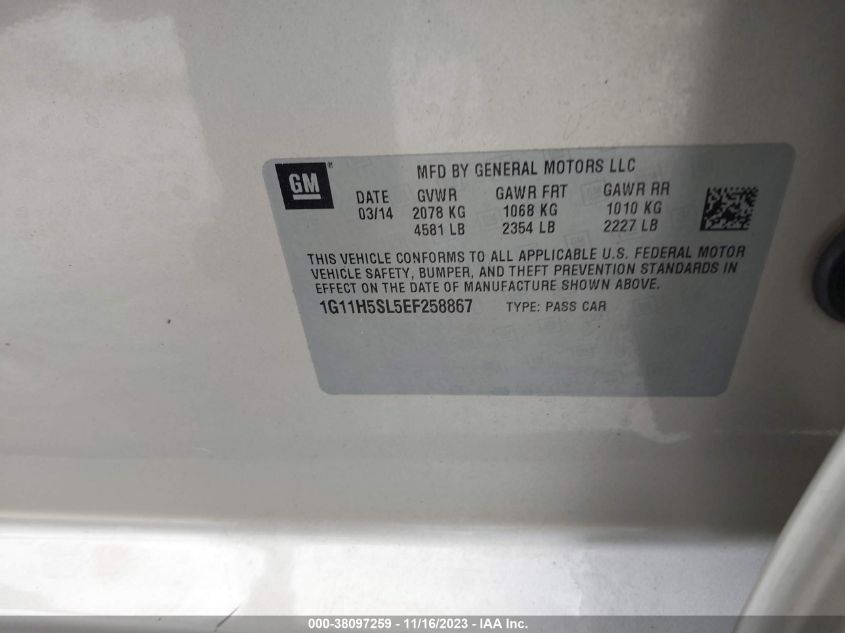 GM ®
MFD BY GENERAL MOTORS LLC
DATE GVWR GAWR FRT GAWR RR
03/14 2078 KG 1068 KG 1010 KG
4581 LB 2354 LB 2227 LB
THIS VEHICLE CONFORMS TO ALL APPLICABLE U.S. FEDERAL MOTOR
VEHICLE SAFETY, BUMPER, AND THEFT PREVENTION STANDARDS IN
EFFECT ON THE DATE OF MANUFACTURE SHOWN ABOVE.
1G11H5SL5EF258867 TYPE: PASS CAR
000-38097259 - 11/16/2023 - IAA Inc.